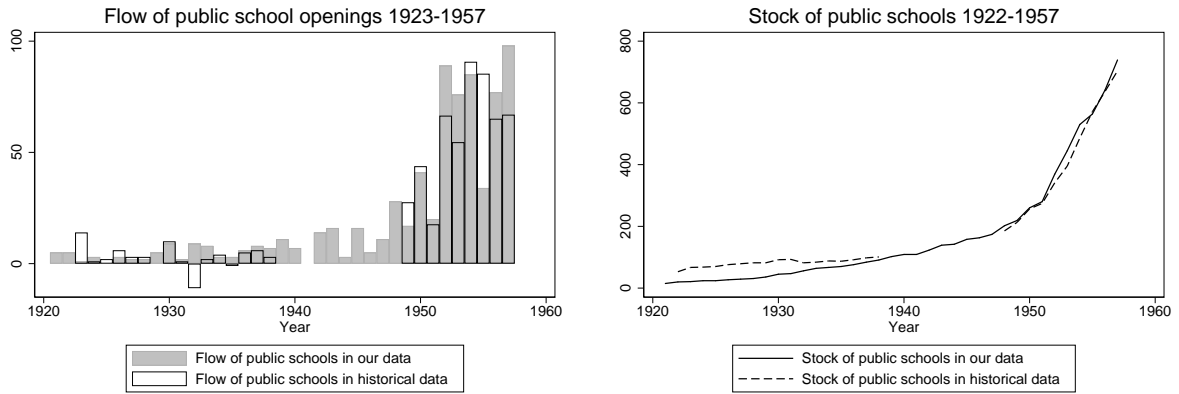 Flow of public school openings 1923-1957
100
50
0
1920
1930
1940
1950
1960
Year
Flow of public schools in our data
Flow of public schools in historical data
Stock of public schools 1922-1957
800
600
400
200
0
1920
1930
1940
1950
1960
Year
Stock of public schools in our data
Stock of public schools in historical data